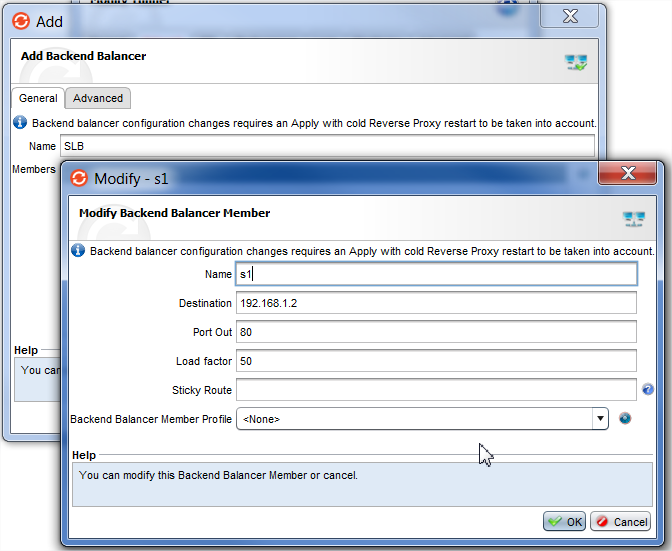 Add
Add Backend Balancer
General
Advanced
Backend balancer configuration changes requires an Apply with cold Reverse Proxy restart to be taken into account.
Name
SLB
Members
Help
You can
Modify - s1
Modify Backend Balancer Member
Backend balancer configuration changes requires an Apply with cold Reverse Proxy restart to be taken into account.
Name
s1
Destination
192.168.1.2
Port Out
80
Load factor
50
Sticky Route
Backend Balancer Member Profile
<None>
Help
You can modify this Backend Balancer Member or cancel.
OK
Cancel